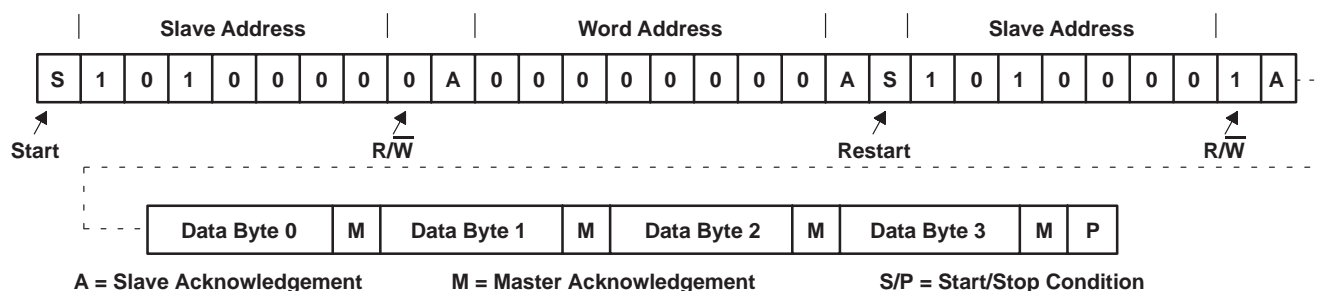 Slave Address Word Address Slave Address
S 1 0 1 0 0 0 0 0 A 0 0 0 0 0 0 0 0 A S 1 0 1 0 0 0 0 1 A
Start R/W̅ Restart R/W̅
Data Byte 0 M Data Byte 1 M Data Byte 2 M Data Byte 3 M P
A = Slave Acknowledgement M = Master Acknowledgement S/P = Start/Stop Condition